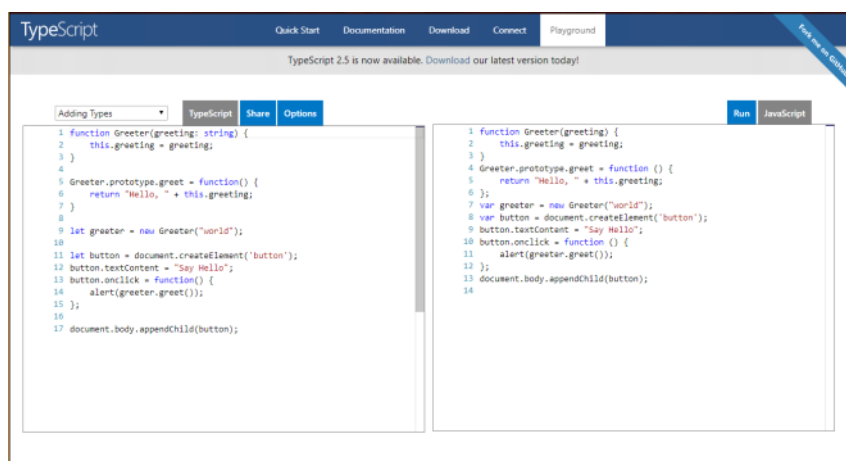 TypeScript
Quick Start Documentation Download Connect Playground
Fork me on GitHub
TypeScript 2.5 is now available. Download our latest version today!
Adding Types TypeScript Share Options
1 function Greeter(greeting: string) {
2     this.greeting = greeting;
3 }
4
5 Greeter.prototype.greet = function() {
6     return "Hello, " + this.greeting;
7 }
8
9 let greeter = new Greeter("world");
10
11 let button = document.createElement('button');
12 button.textContent = "Say Hello";
13 button.onclick = function() {
14     alert(greeter.greet());
15 };
16
17 document.body.appendChild(button);
Run JavaScript
1 function Greeter(greeting) {
2     this.greeting = greeting;
3 }
4 Greeter.prototype.greet = function () {
5     return "Hello, " + this.greeting;
6 };
7 var greeter = new Greeter("world");
8 var button = document.createElement('button');
9 button.textContent = "Say Hello";
10 button.onclick = function () {
11     alert(greeter.greet());
12 };
13 document.body.appendChild(button);
14